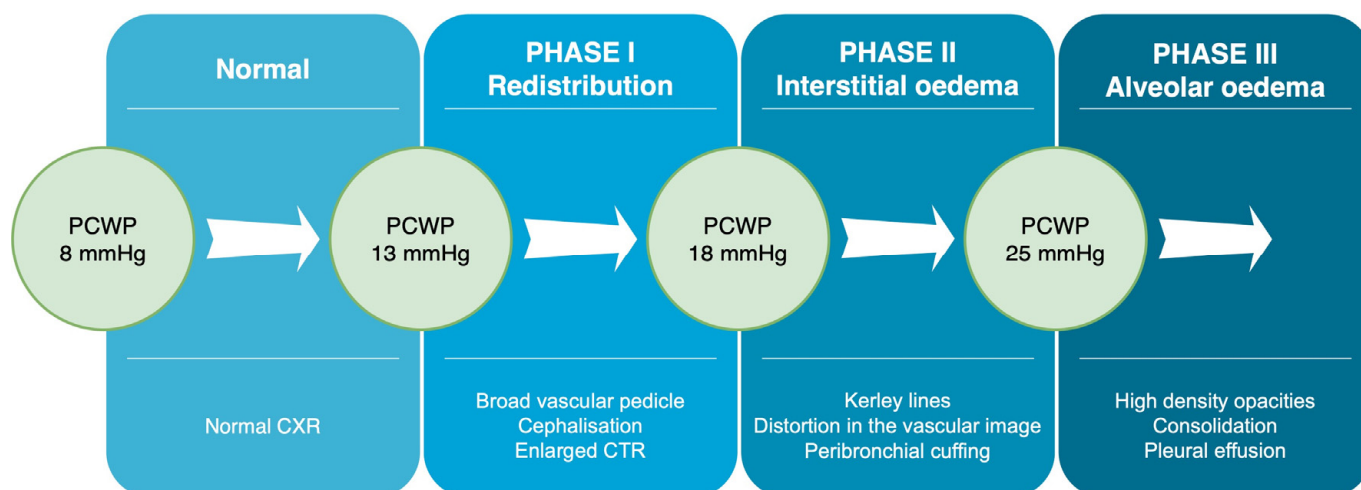 Normal
PHASE I
Redistribution
PHASE II
Interstitial oedema
PHASE III
Alveolar oedema
PCWP
8 mmHg
PCWP
13 mmHg
PCWP
18 mmHg
PCWP
25 mmHg
Normal CXR
Broad vascular pedicle
Cephalisation
Enlarged CTR
Kerley lines
Distortion in the vascular image
Peribronchial cuffing
High density opacities
Consolidation
Pleural effusion